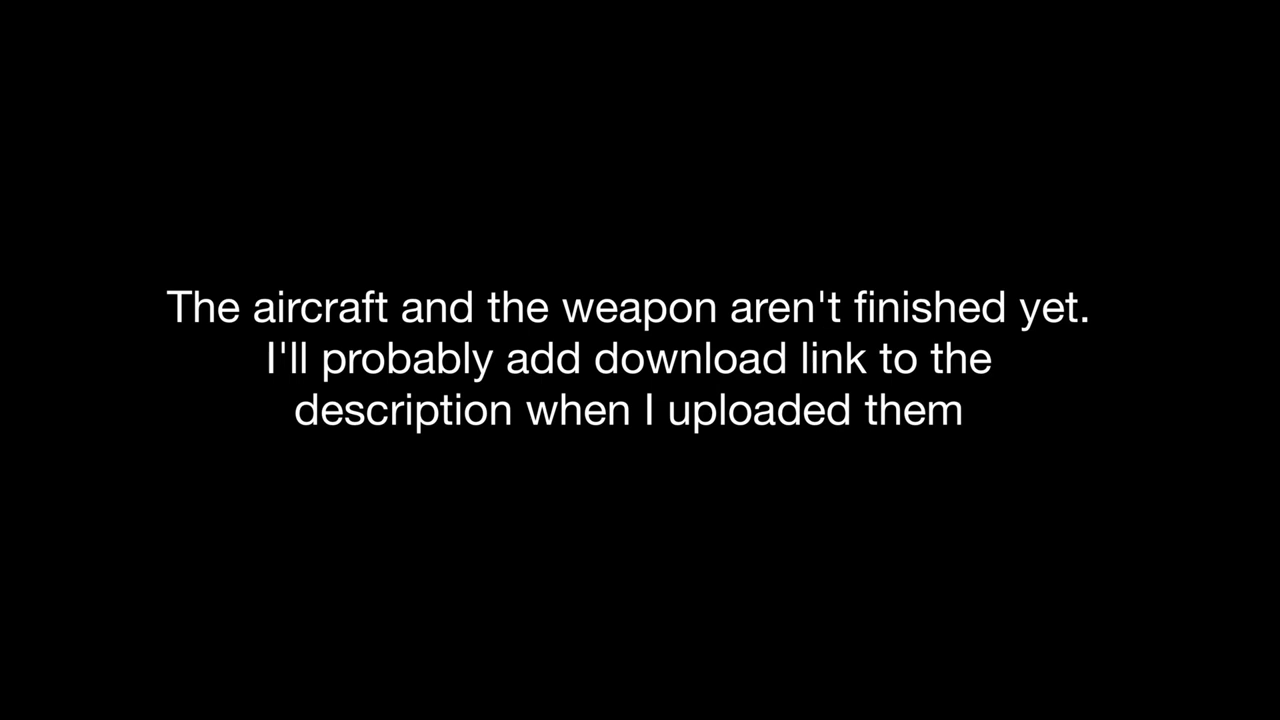 The aircraft and the weapon aren't finished yet.
I'll probably add download link to the
description when I uploaded them